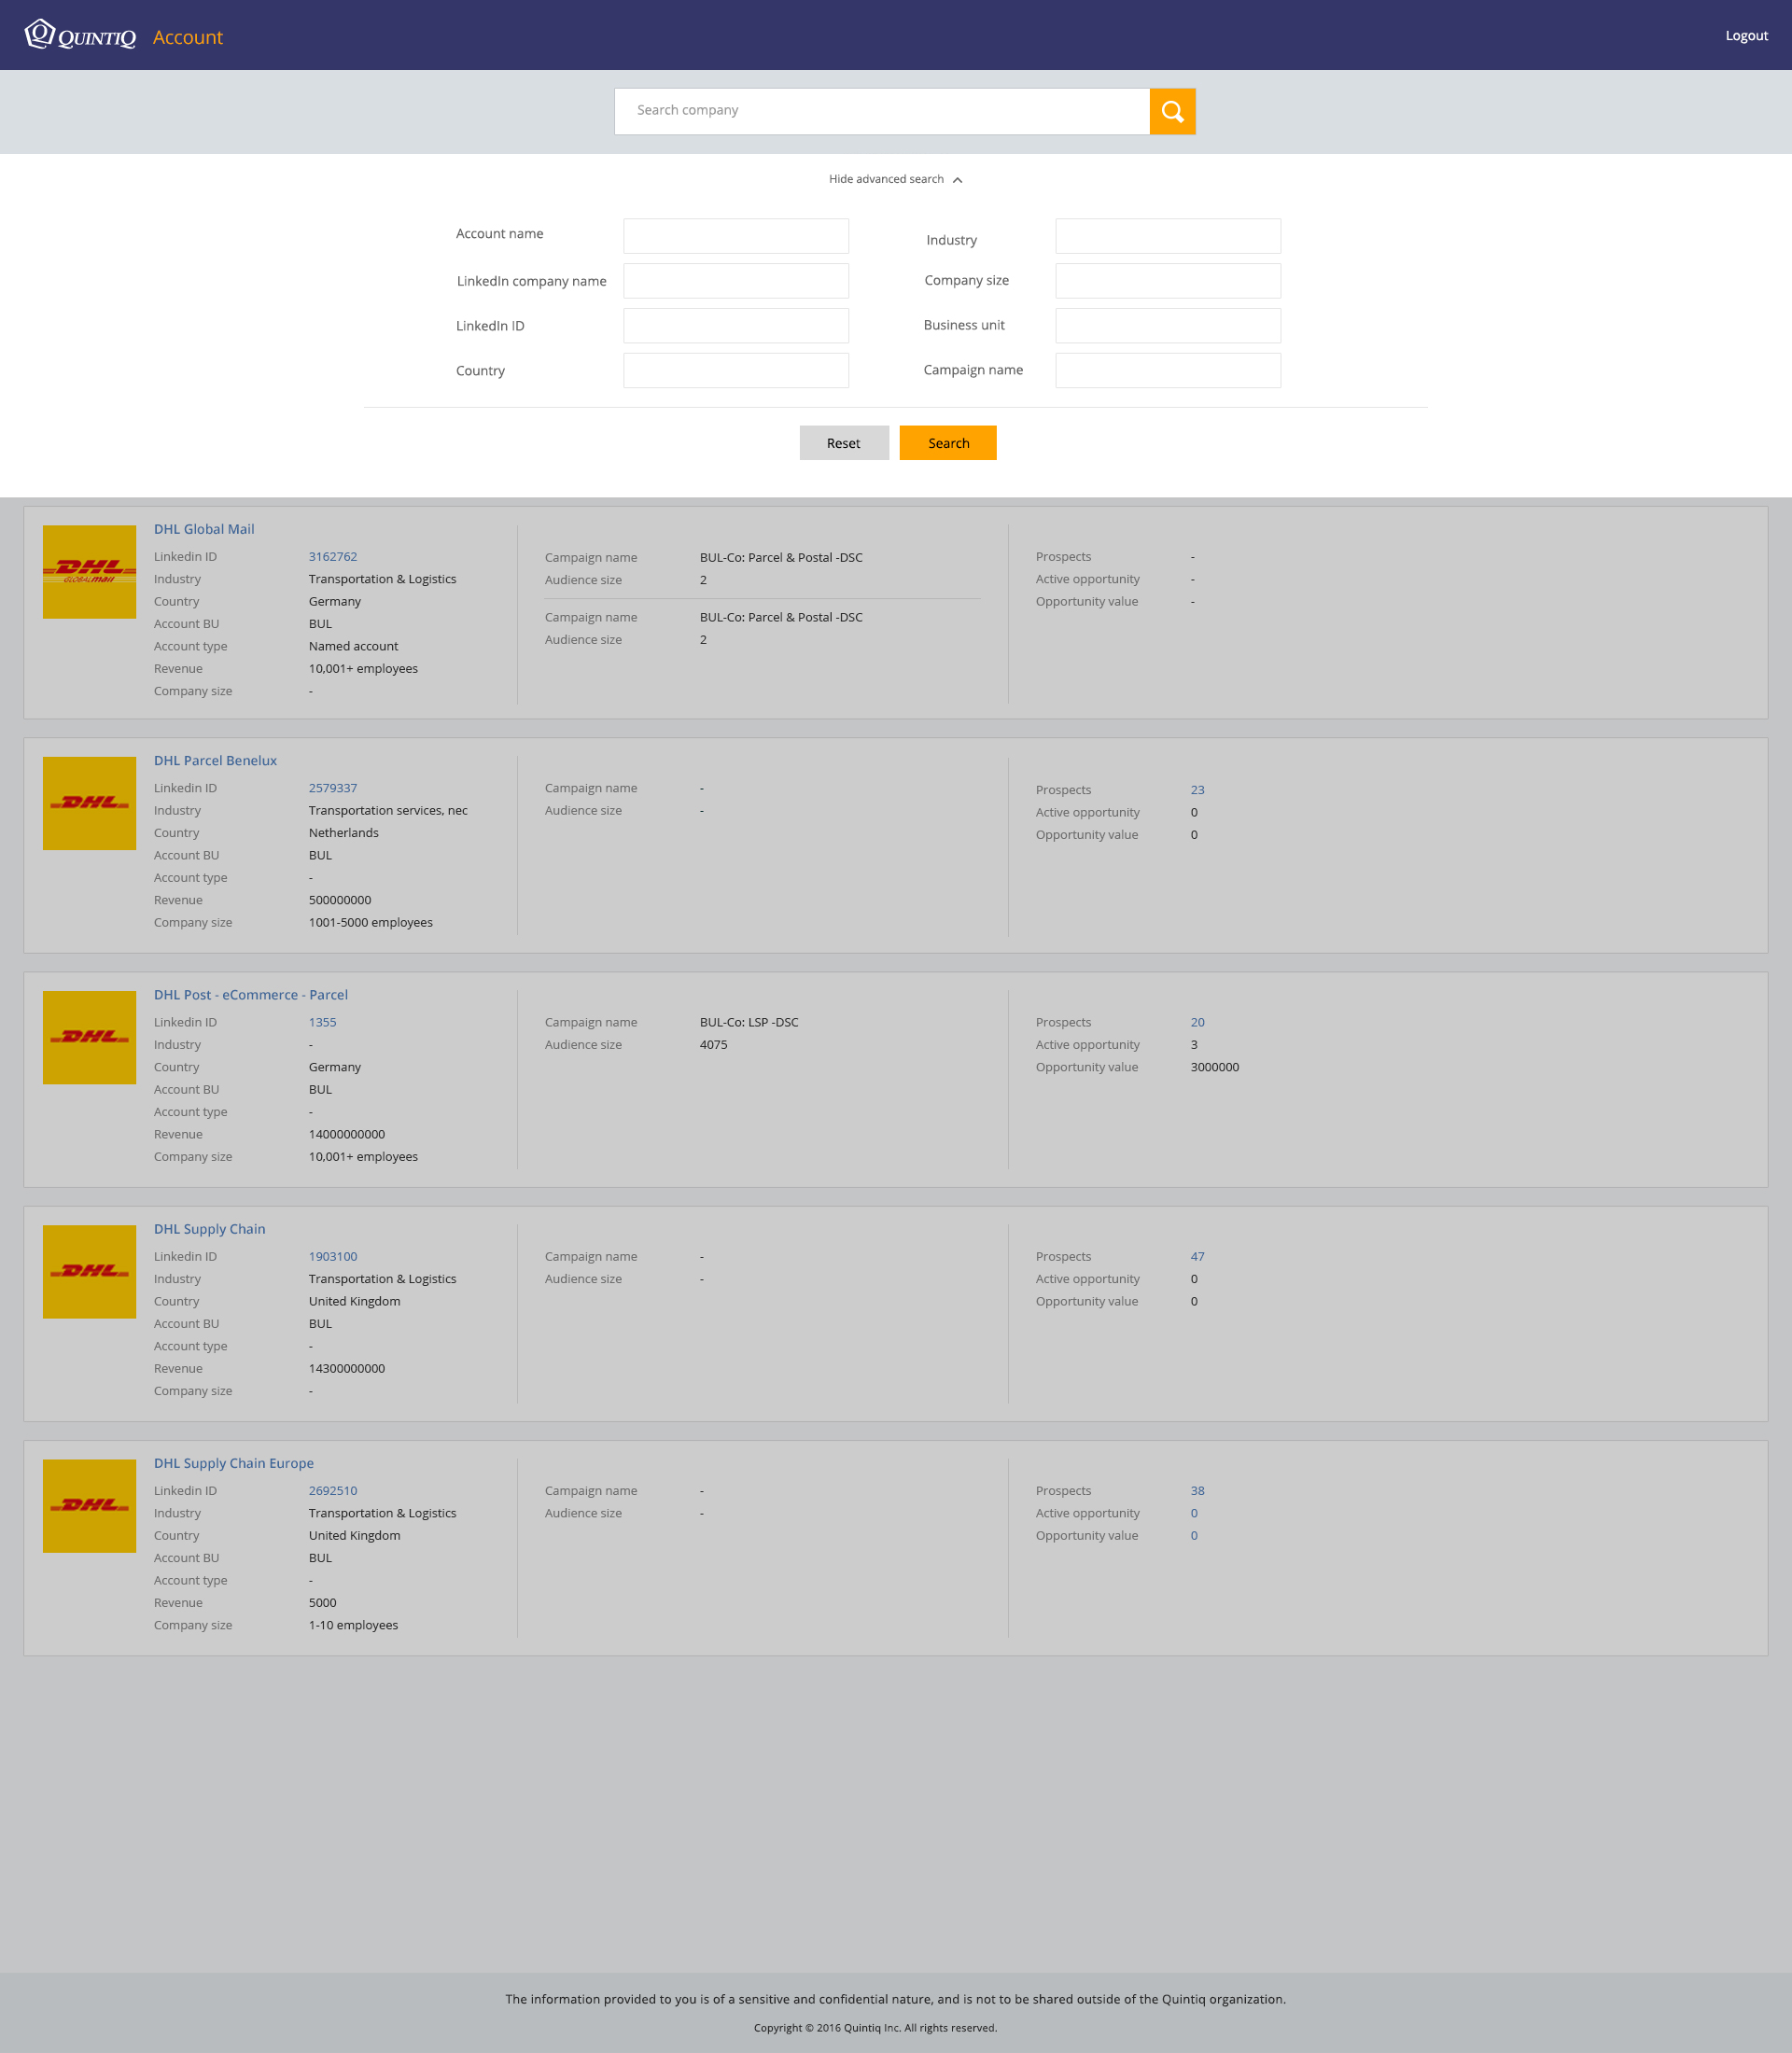 QUINTIQ Account Logout
Search company
Hide advanced search
Account name Industry
LinkedIn company name Company size
LinkedIn ID Business unit
Country Campaign name
Reset Search
DHL GLOBAL MAIL
DHL Global Mail
Linkedin ID 3162762
Industry Transportation & Logistics
Country Germany
Account BU BUL
Account type Named account
Revenue 10,001+ employees
Company size -
Campaign name BUL-Co: Parcel & Postal -DSC
Audience size 2
Campaign name BUL-Co: Parcel & Postal -DSC
Audience size 2
Prospects -
Active opportunity -
Opportunity value -
DHL
DHL Parcel Benelux
Linkedin ID 2579337
Industry Transportation services, nec
Country Netherlands
Account BU BUL
Account type -
Revenue 500000000
Company size 1001-5000 employees
Campaign name -
Audience size -
Prospects 23
Active opportunity 0
Opportunity value 0
DHL
DHL Post - eCommerce - Parcel
Linkedin ID 1355
Industry -
Country Germany
Account BU BUL
Account type -
Revenue 14000000000
Company size 10,001+ employees
Campaign name BUL-Co: LSP -DSC
Audience size 4075
Prospects 20
Active opportunity 3
Opportunity value 3000000
DHL
DHL Supply Chain
Linkedin ID 1903100
Industry Transportation & Logistics
Country United Kingdom
Account BU BUL
Account type -
Revenue 14300000000
Company size -
Campaign name -
Audience size -
Prospects 47
Active opportunity 0
Opportunity value 0
DHL
DHL Supply Chain Europe
Linkedin ID 2692510
Industry Transportation & Logistics
Country United Kingdom
Account BU BUL
Account type -
Revenue 5000
Company size 1-10 employees
Campaign name -
Audience size -
Prospects 38
Active opportunity 0
Opportunity value 0
The information provided to you is of a sensitive and confidential nature, and is not to be shared outside of the Quintiq organization.
Copyright © 2016 Quintiq Inc. All rights reserved.